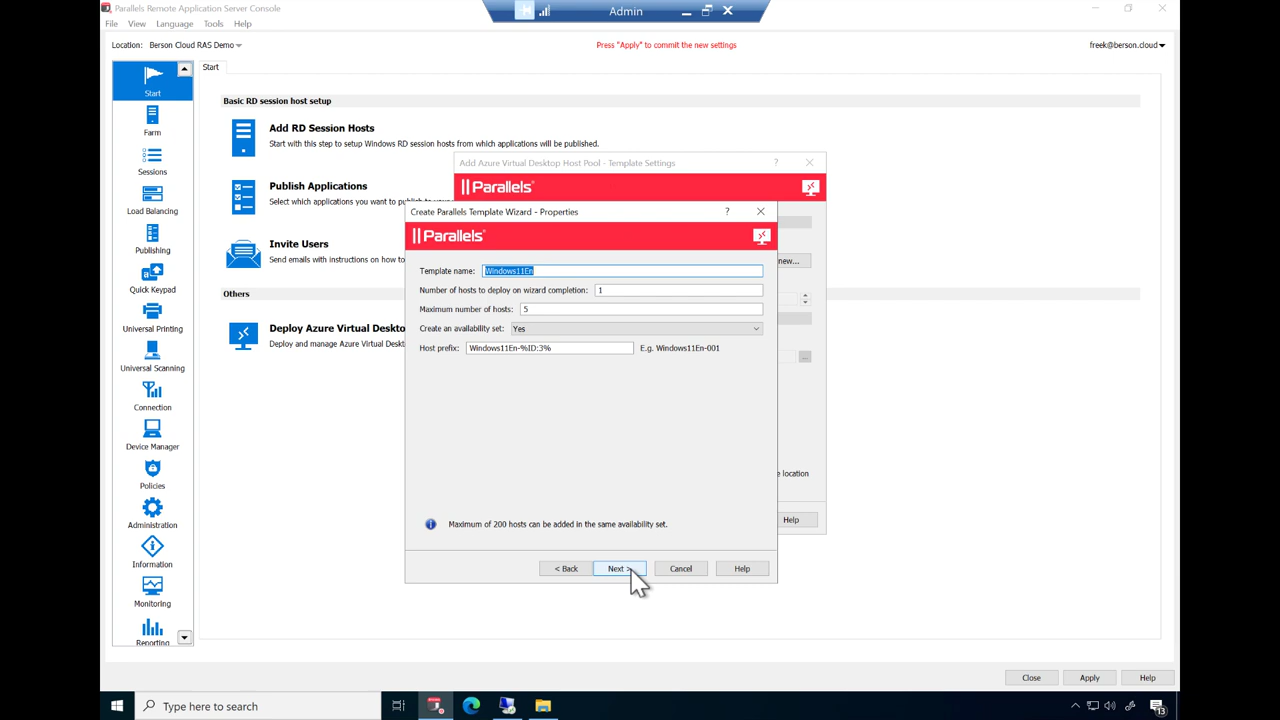 Parallels Remote Application Server Console
Admin
File View Language Tools Help
Location: Berson Cloud RAS Demo
Press "Apply" to commit the new settings
freek@berson.cloud
Start
Farm
Sessions
Load Balancing
Publishing
Quick Keypad
Universal Printing
Universal Scanning
Connection
Device Manager
Policies
Administration
Information
Monitoring
Reporting
Start
Basic RD session host setup
Add RD Session Hosts
Start with this step to setup Windows RD session hosts from which applications will be published.
Publish Applications
Select which applications you want to publish to your
Invite Users
Send emails with instructions on how to
Others
Deploy Azure Virtual Deskto
Deploy and manage Azure Virtual Deskt
Add Azure Virtual Desktop Host Pool - Template Settings
? 
Parallels®
new...
...
e location
Help
Create Parallels Template Wizard - Properties
?
Parallels®
Template name: Windows11En
Number of hosts to deploy on wizard completion: 1
Maximum number of hosts: 5
Create an availability set: Yes
Host prefix: Windows11En-%ID:3% E.g. Windows11En-001
Maximum of 200 hosts can be added in the same availability set.
< Back Next > Cancel Help
Close Apply Help
Type here to search
13